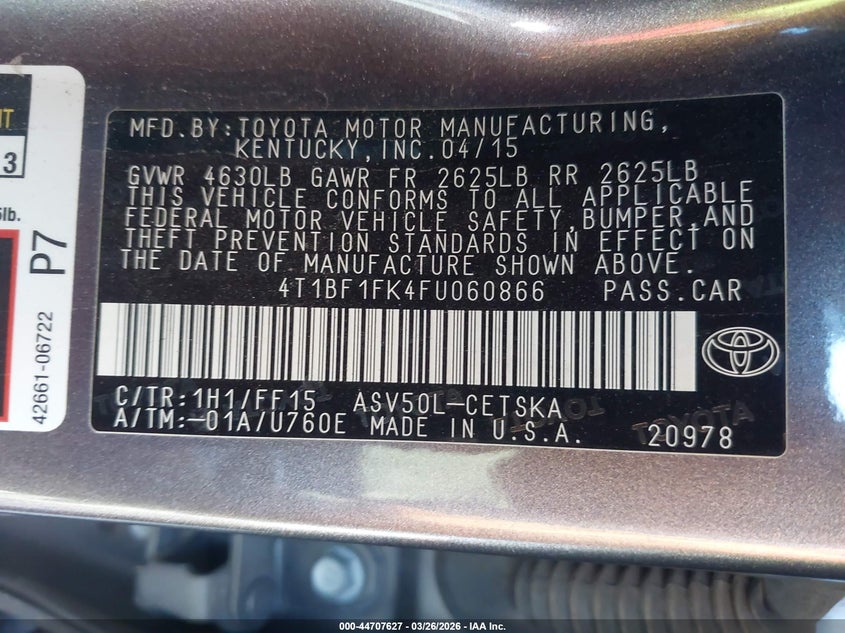 NT
3
5lb.
P7
42661-06722
MFD.BY:TOYOTA MOTOR MANUFACTURING,
KENTUCKY,INC.04/15
GVWR 4630LB GAWR FR 2625LB RR 2625LB
THIS VEHICLE CONFORMS TO ALL APPLICABLE
FEDERAL MOTOR VEHICLE SAFETY,BUMPER,AND
THEFT PREVENTION STANDARDS IN EFFECT ON
THE DATE OF MANUFACTURE SHOWN ABOVE.
4T1BF1FK4FU060866 PASS.CAR
C/TR:1H1/FF15 ASV50L-CETSKA
A/TM:-01A/U760E MADE IN U.S.A. 20978
000-44707627 - 03/26/2026 - IAA Inc.